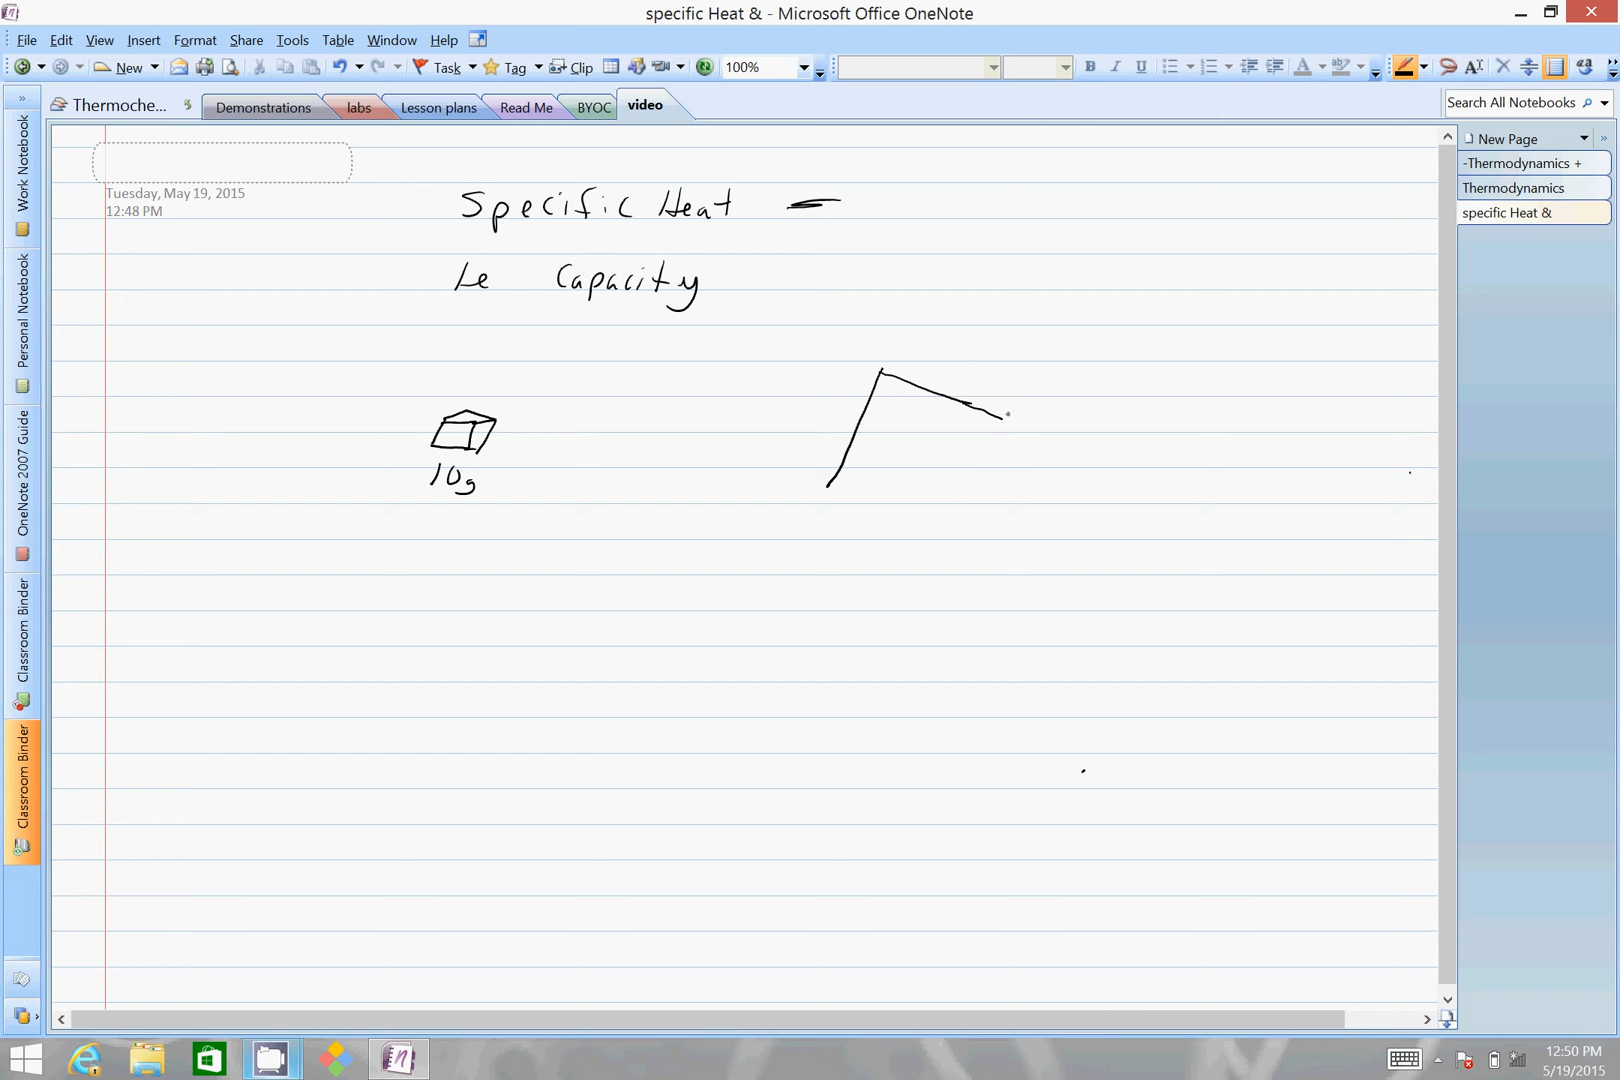 specific Heat & - Microsoft Office OneNote
File Edit View Insert Format Share Tools Table Window Help
New Task Tag Clip 100%
Thermoche... Demonstrations labs Lesson plans Read Me BYOC video
Search All Notebooks
New Page
-Thermodynamics +
Thermodynamics
specific Heat &
Work Notebook
Personal Notebook
OneNote 2007 Guide
Classroom Binder
Classroom Binder
Tuesday, May 19, 2015
12:48 PM
Specific Heat
Capacity
10g
12:50 PM
5/19/2015